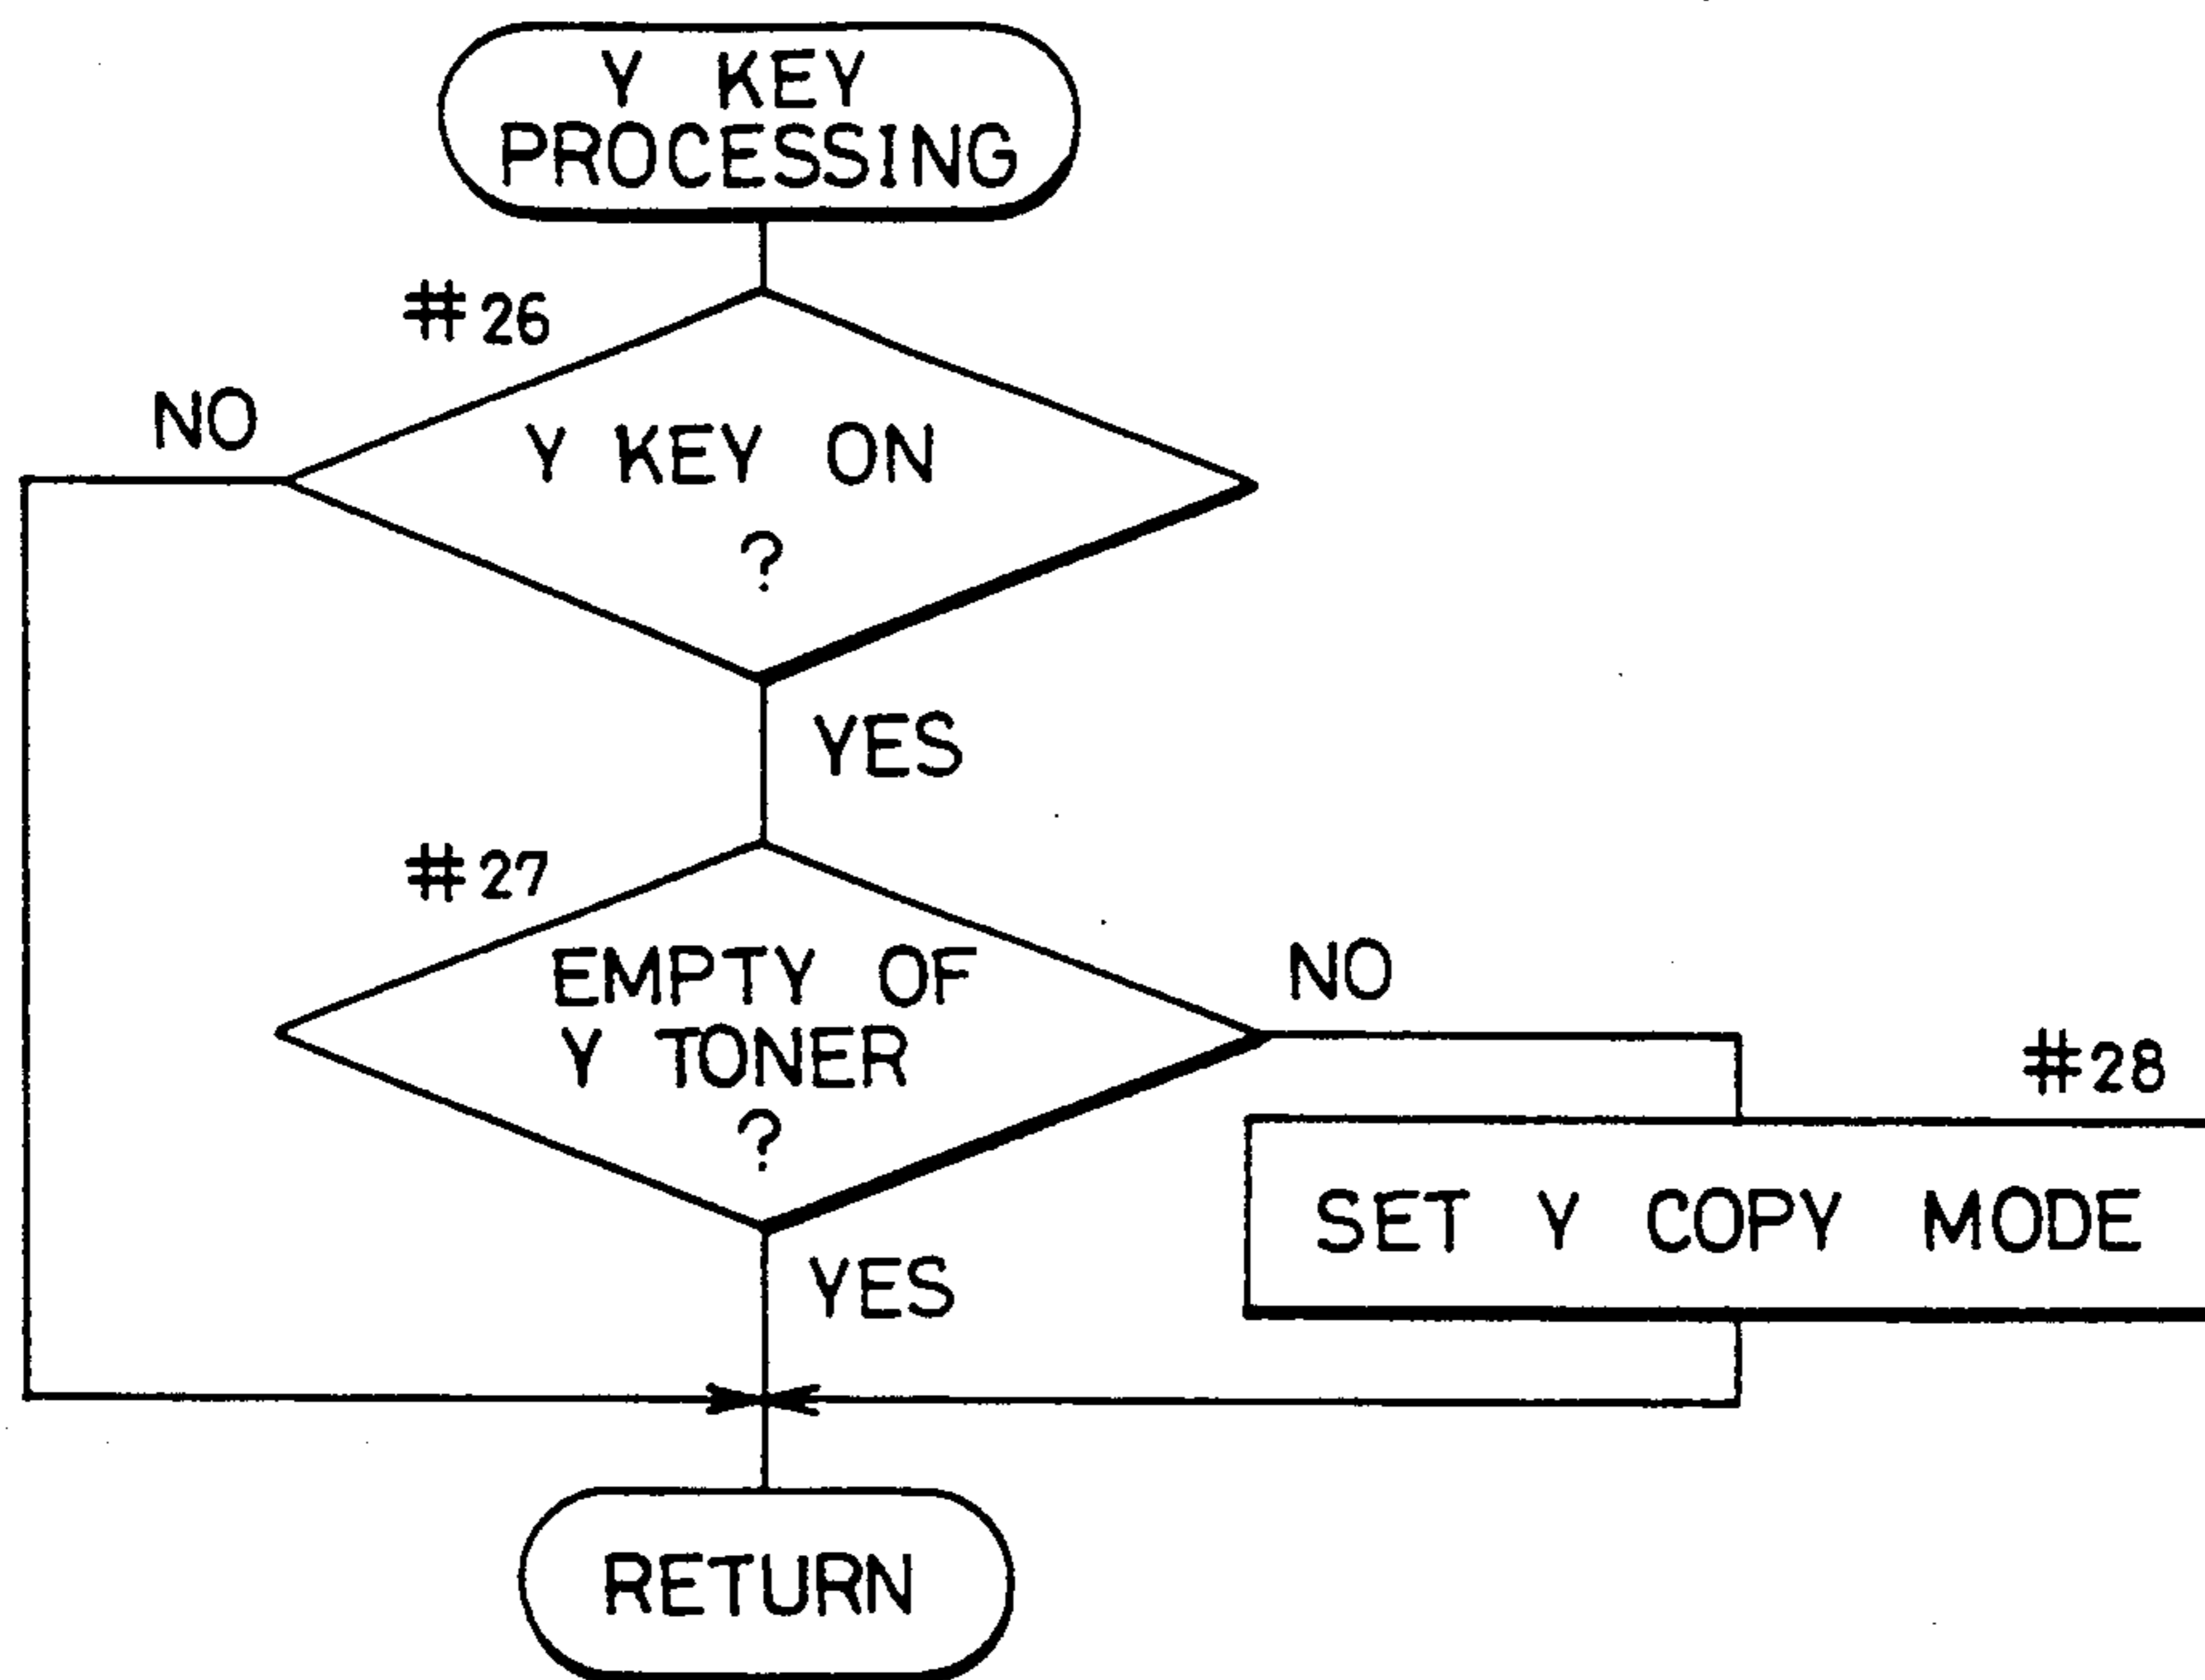 Y KEY
PROCESSING
#26
NO
Y KEY ON
?
YES
#27
EMPTY OF
Y TONER
?
NO
#28
SET Y COPY MODE
YES
RETURN